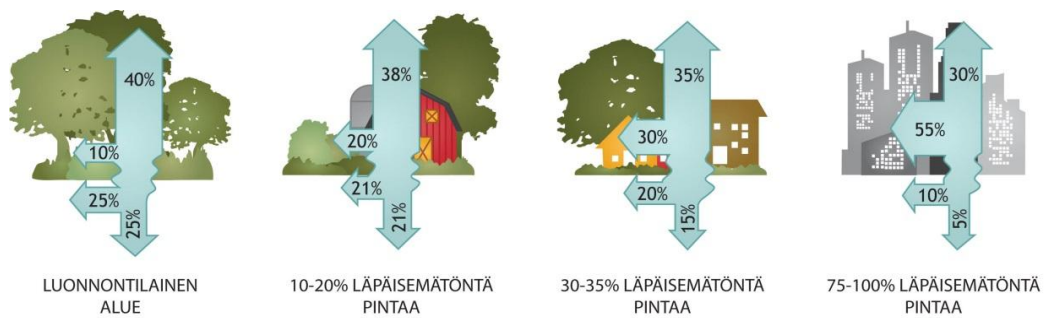 40%
10%
25%
25%
LUONNONTILAINEN
ALUE
38%
20%
21%
21%
10-20% LÄPÄISEMÄTÖNTÄ
PINTAA
35%
30%
20%
15%
30-35% LÄPÄISEMÄTÖNTÄ
PINTAA
30%
55%
10%
5%
75-100% LÄPÄISEMÄTÖNTÄ
PINTAA